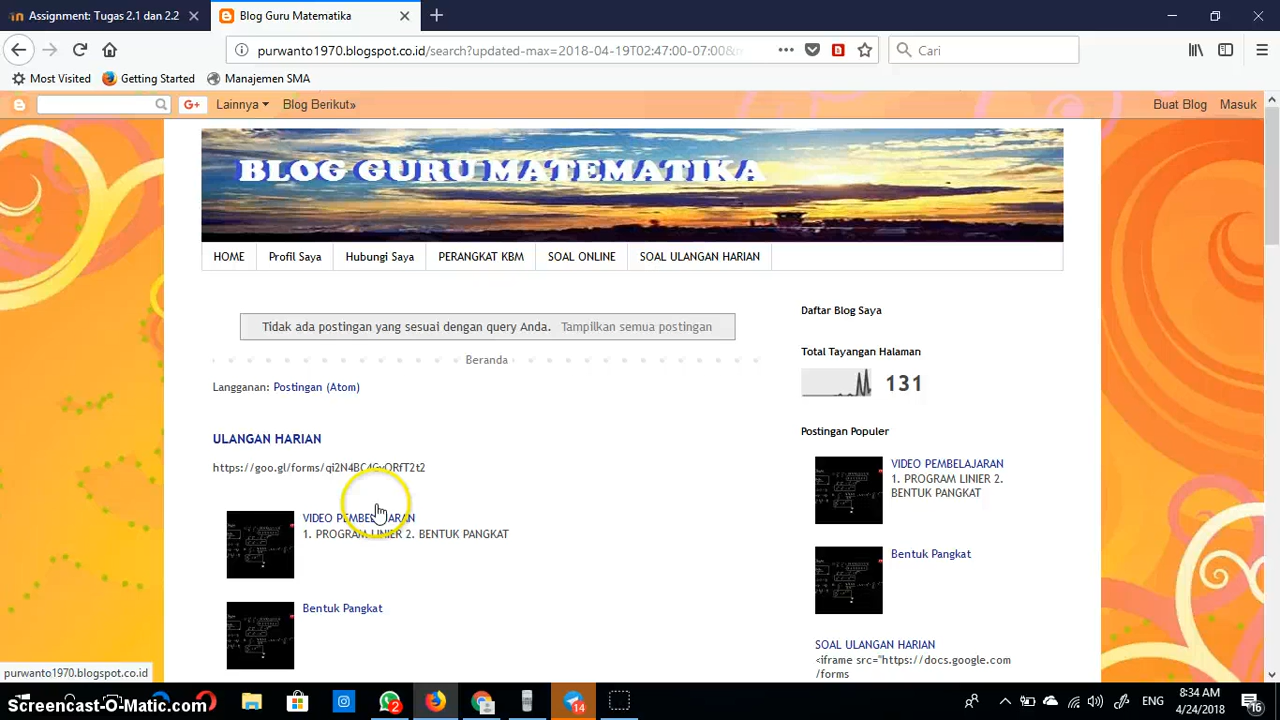 Assignment: Tugas 2.1 dan 2.2
Blog Guru Matematika
purwanto1970.blogspot.co.id/search?updated-max=2018-04-19T02:47:00-07:00&
Cari
Most Visited
Getting Started
Manajemen SMA
G+
Lainnya
Blog Berikut»
Buat Blog
Masuk
BLOG GURU MATEMATIKA
HOME
Profil Saya
Hubungi Saya
PERANGKAT KBM
SOAL ONLINE
SOAL ULANGAN HARIAN
Tidak ada postingan yang sesuai dengan query Anda. Tampilkan semua postingan
Beranda
Langganan: Postingan (Atom)
ULANGAN HARIAN
VIDEO PEMBELAJARAN
1. PROGRAM LINIER 2. BENTUK PANGKAT
Bentuk Pangkat
Daftar Blog Saya
Total Tayangan Halaman
131
Postingan Populer
VIDEO PEMBELAJARAN
1. PROGRAM LINIER 2.
BENTUK PANGKAT
Bentuk Pangkat
SOAL ULANGAN HARIAN
<iframe src="https://docs.google.com
/forms
purwanto1970.blogspot.co.id
Screencast-O-Matic.com
2
14
ENG
8:34 AM
4/24/2018
16